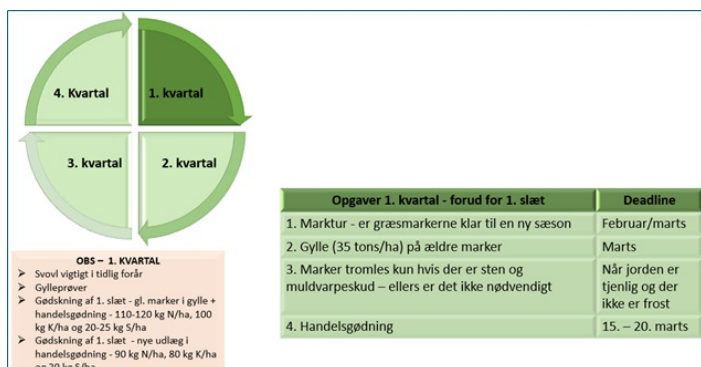 4. Kvartal
1. kvartal
3. kvartal
2. kvartal
OBS – 1. KVARTAL
➢ Svovl vigtigt i tidlig forår
➢ Gylleprøver
➢ Gødskning af 1. slæt - gl. marker i gylle +
handelsgødning - 110-120 kg N/ha, 100
kg K/ha og 20-25 kg S/ha
➢ Gødskning af 1. slæt - nye udlæg i
handelsgødning - 90 kg N/ha, 80 kg K/ha
og 20 kg S/ha
Opgaver 1. kvartal - forud for 1. slæt
Deadline
1. Marktur - er græsmarkerne klar til en ny sæson
Februar/marts
2. Gylle (35 tons/ha) på ældre marker
Marts
3. Marker tromles kun hvis der er sten og
muldvarpeskud – ellers er det ikke nødvendigt
Når jorden er
tjenlig og der
ikke er frost
4. Handelsgødning
15. – 20. marts